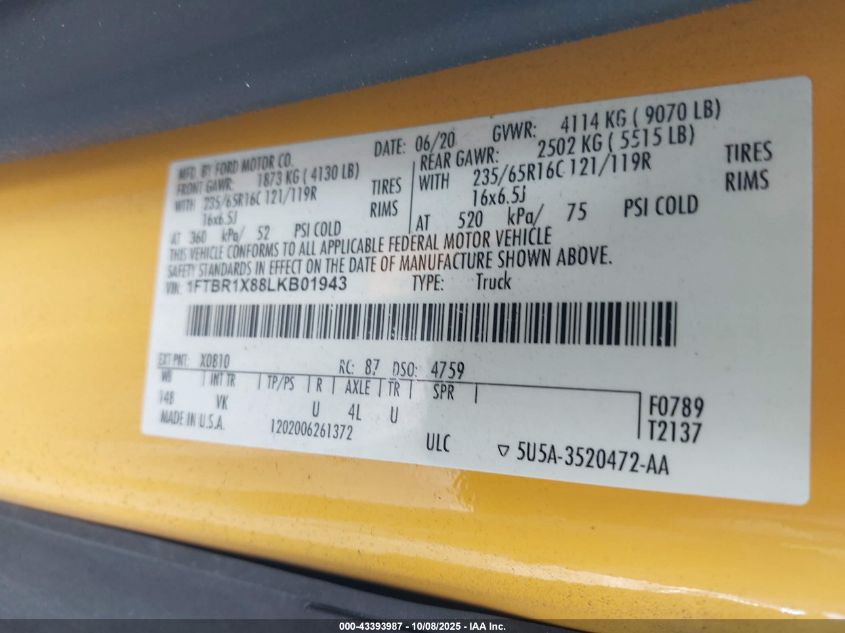 MFD. BY FORD MOTOR CO. DATE: 06/20 GVWR: 4114 KG ( 9070 LB)
FRONT GAWR: 1873 KG ( 4130 LB) REAR GAWR: 2502 KG ( 5515 LB)
WITH 235/65R16C 121/119R TIRES WITH 235/65R16C 121/119R TIRES
16x6.5J RIMS 16x6.5J RIMS
AT 360 kPa/ 52 PSI COLD AT 520 kPa/ 75 PSI COLD
THIS VEHICLE CONFORMS TO ALL APPLICABLE FEDERAL MOTOR VEHICLE
SAFETY STANDARDS IN EFFECT ON THE DATE OF MANUFACTURE SHOWN ABOVE.
VIN: 1FTBR1X88LKB01943 TYPE: Truck
EXT PNT: X0810 RC: 87 DSO: 4759
WB INT TR TP/PS R AXLE TR SPR
148 VK U 4L U F0789
MADE IN U.S.A. T2137
1202006261372 ULC 5U5A-3520472-AA
000-43393987 - 10/08/2025 - IAA Inc.